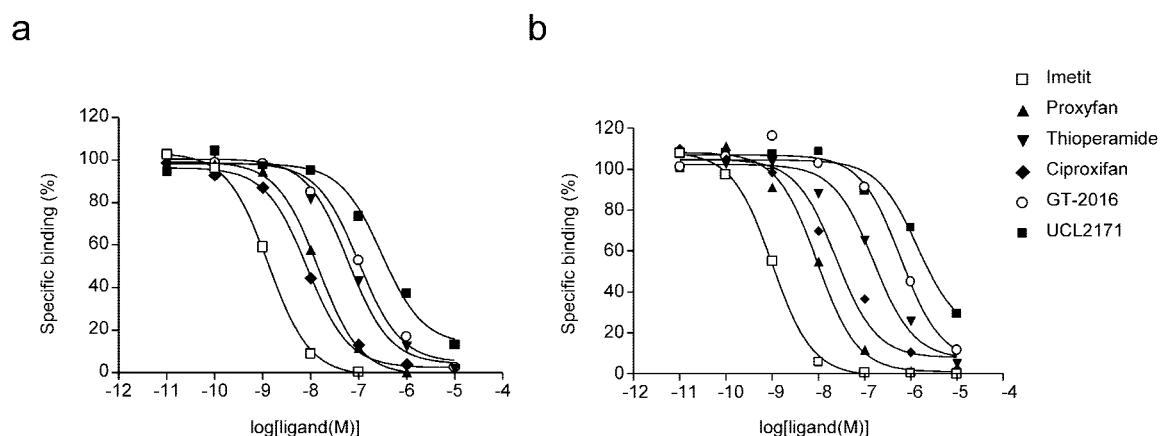 a
b
Imetit
Proxyfan
Thioperamide
Ciproxifan
GT-2016
UCL2171
Specific binding (%)
120
100
80
60
40
20
0
-12 -11 -10 -9 -8 -7 -6 -5 -4
log[ligand(M)]
Specific binding (%)
120
100
80
60
40
20
0
-12 -11 -10 -9 -8 -7 -6 -5 -4
log[ligand(M)]